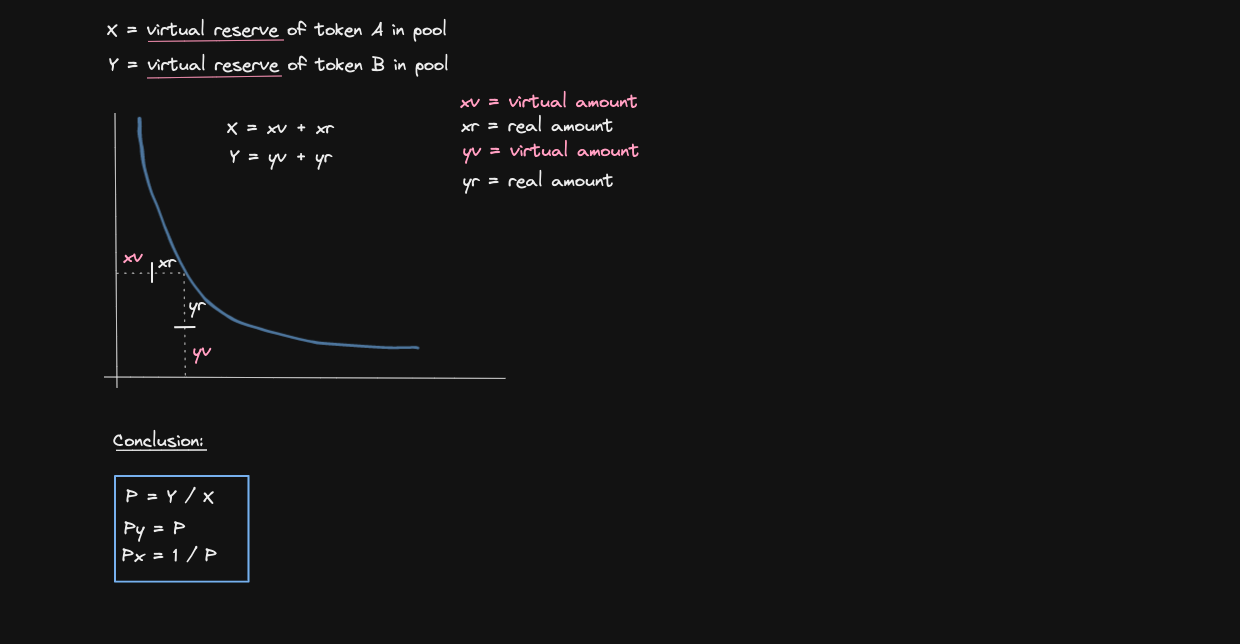 X = virtual reserve of token A in pool
Y = virtual reserve of token B in pool
xv = virtual amount
xr = real amount
yv = virtual amount
yr = real amount
X = xv + xr
Y = yv + yr
xv
xr
yr
yv
Conclusion:
P = Y / X
Py = P
Px = 1 / P